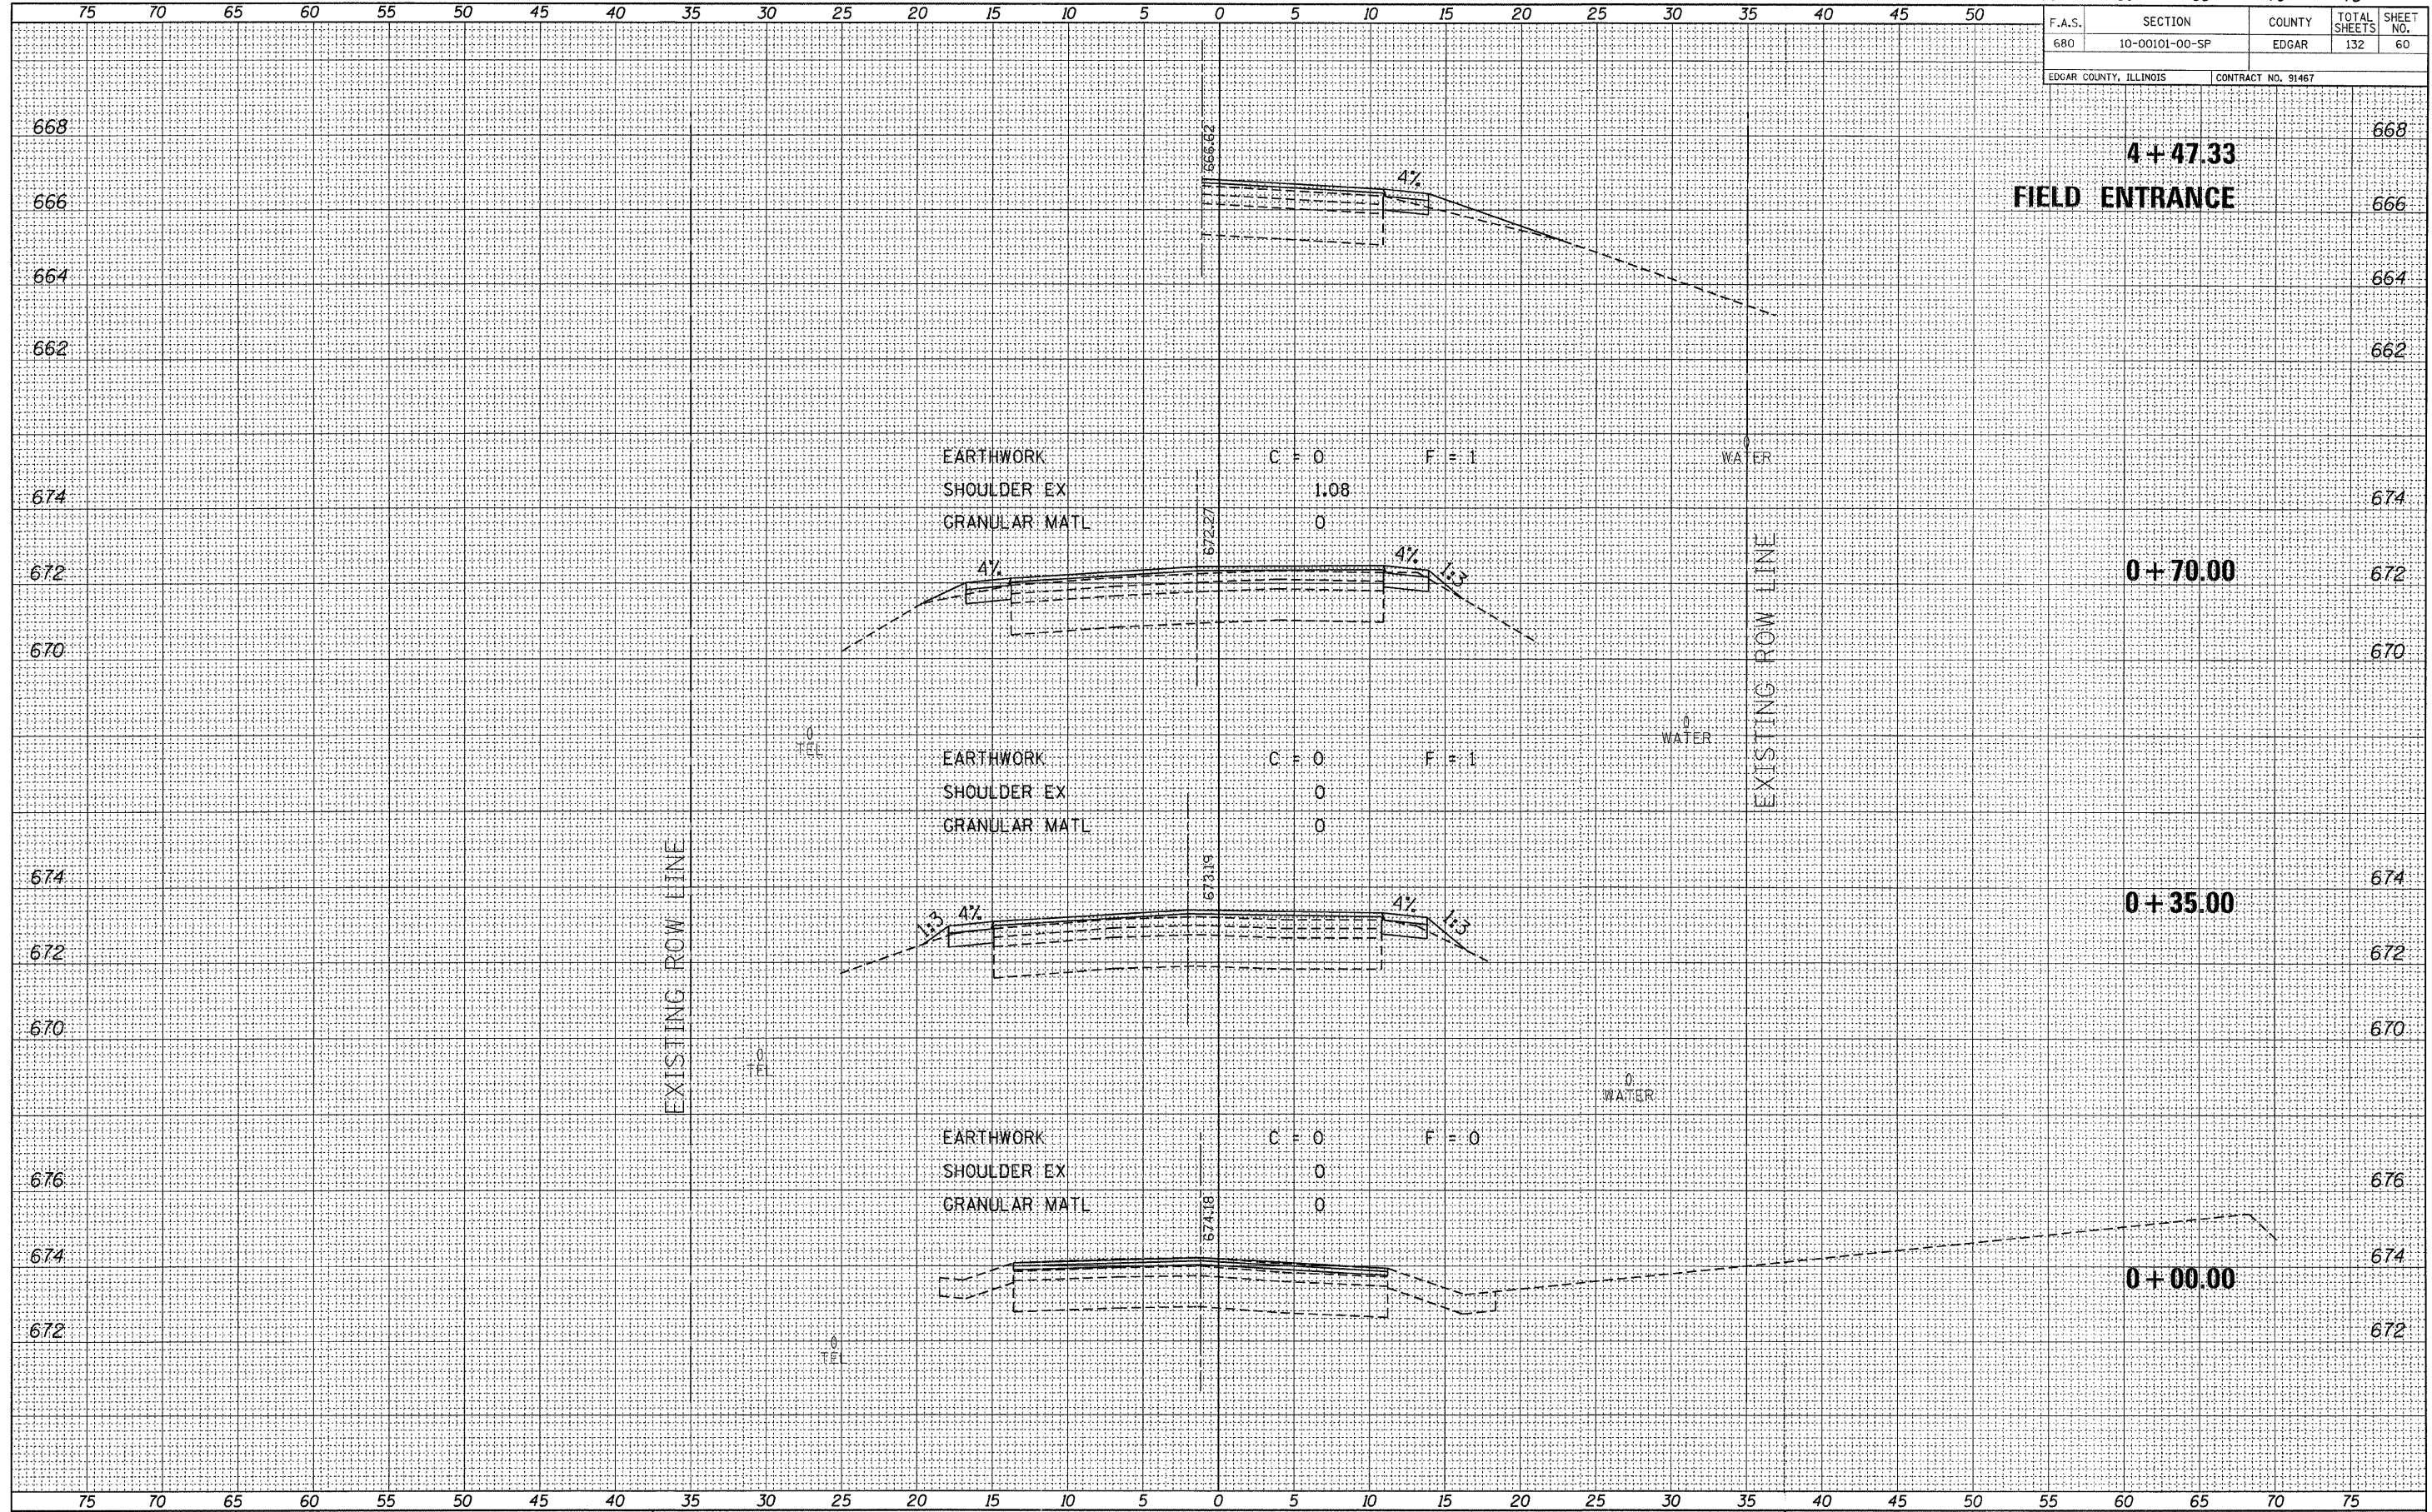 75 70 65 60 55 50 45 40 35 30 25 20 15 10 5 0 5 10 15 20 25 30 35 40 45 50
F.A.S. SECTION COUNTY TOTAL SHEETS SHEET NO.
680 10-00101-00-SP EDGAR 132 60
EDGAR COUNTY, ILLINOIS CONTRACT NO. 91467
668 668
666.62
4 + 47.33
4%
FIELD ENTRANCE
666 666
664 664
662 662
0
WATER
EARTHWORK C = 0 F = 1
SHOULDER EX 1.08
GRANULAR MATL 0
674 674
672.27
4% 4% 1:3
672 672
0 + 70.00
670 670
EXISTING ROW LINE
0
TEL
0
WATER
EARTHWORK C = 0 F = 1
SHOULDER EX 0
GRANULAR MATL 0
674 674
673.19
0 + 35.00
1:3 4% 4% 1:3
672 672
EXISTING ROW LINE
670 670
0
TEL
0
WATER
EARTHWORK C = 0 F = 0
SHOULDER EX 0
GRANULAR MATL 0
676 676
674.18
674 674
0 + 00.00
672 672
0
TEL
75 70 65 60 55 50 45 40 35 30 25 20 15 10 5 0 5 10 15 20 25 30 35 40 45 50 55 60 65 70 75